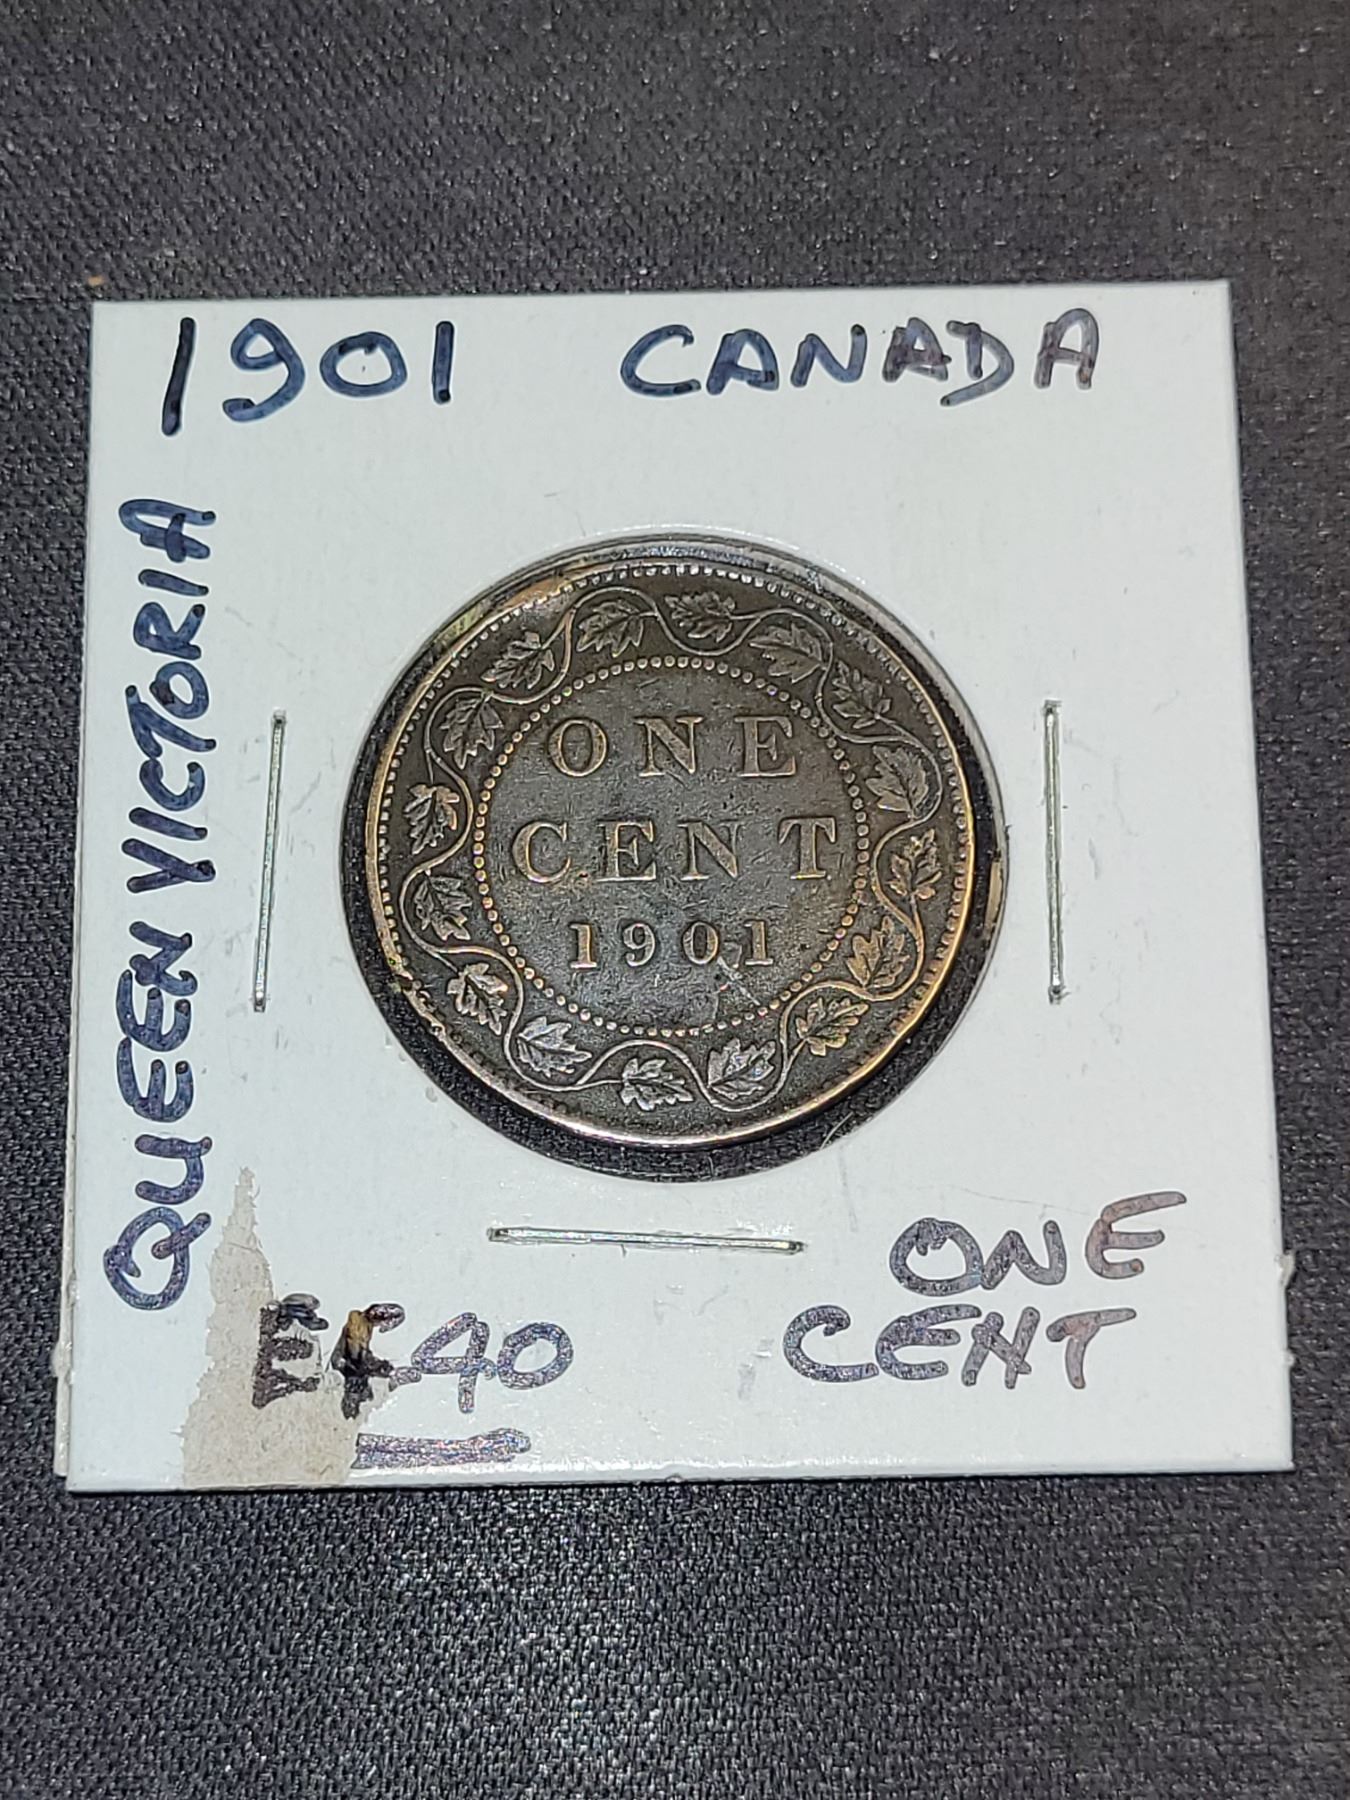 1901 CANADA
QUEEN VICTORIA
ONE
CENT
1901
EF40
ONE
CENT